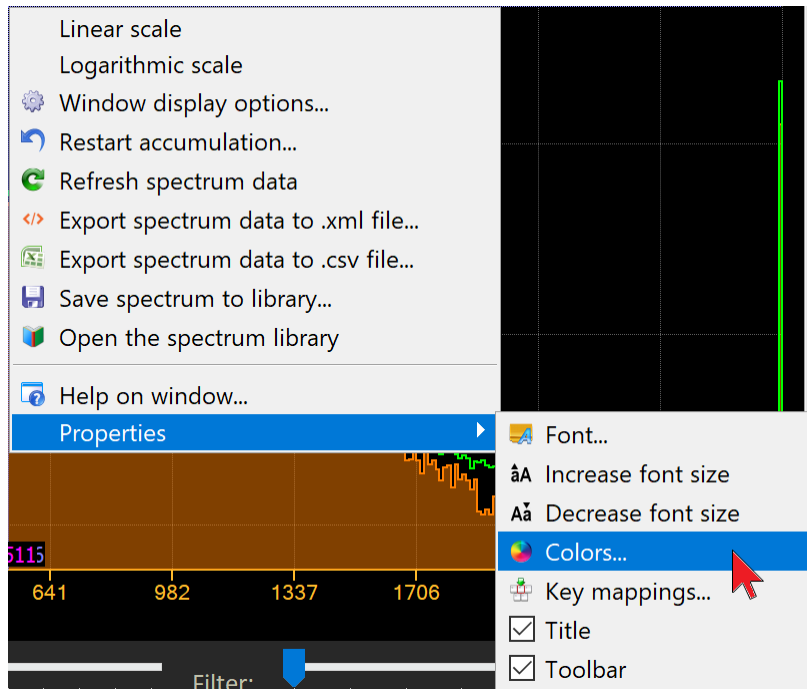 Linear scale
Logarithmic scale
Window display options...
Restart accumulation...
Refresh spectrum data
Export spectrum data to .xml file...
Export spectrum data to .csv file...
Save spectrum to library...
Open the spectrum library
Help on window...
Properties
Font...
Increase font size
Decrease font size
Colors...
Key mappings...
Title
Toolbar
5115
641 982 1337 1706
Filter: